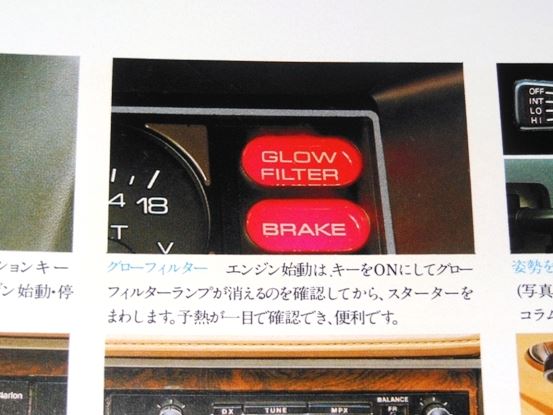 OFF
INT
LO
HI
GLOW
FILTER
14 18
V
BRAKE
ションキー
ン始動・停
グローフィルター エンジン始動は、キーをONにしてグロー
フィルターランプが消えるのを確認してから、スターターを
まわします。予熱が一目で確認でき、便利です。
姿勢を
(写真
コラム
Clarion
DX TUNE MPX BALANCE
FR